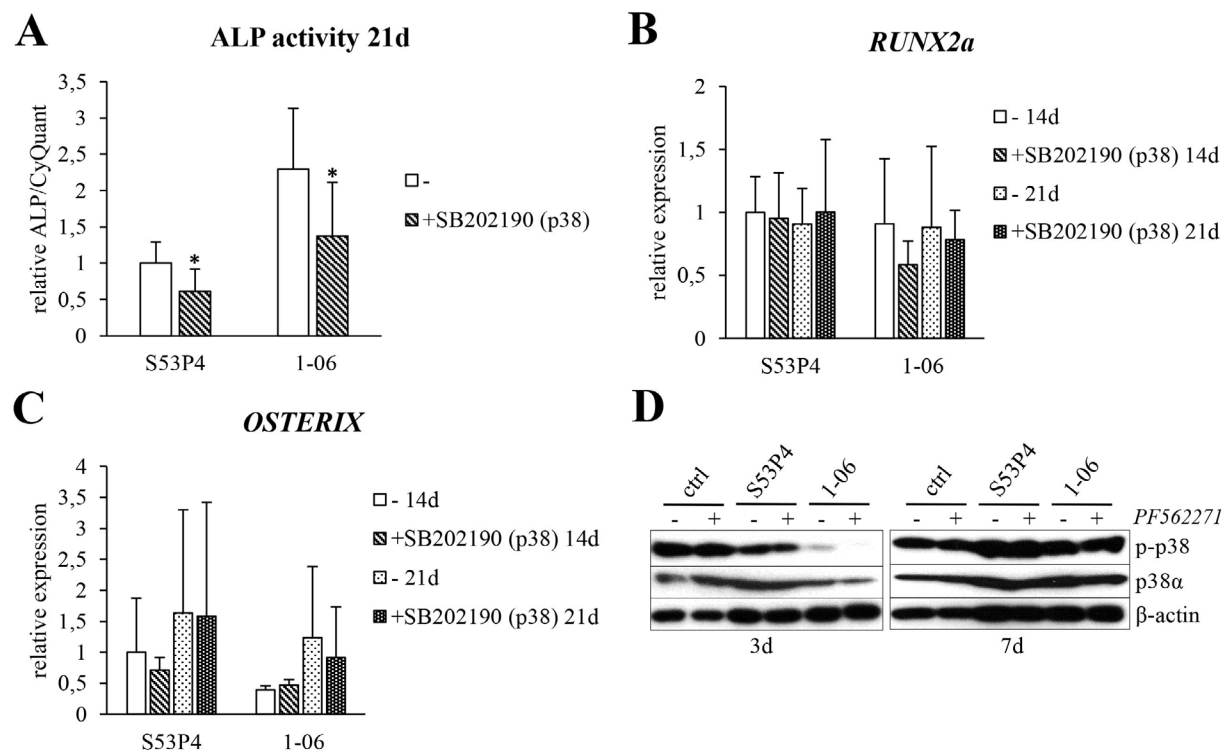 A
ALP activity 21d
relative ALP/CyQuant
3,5
3
2,5
2
1,5
1
0,5
0
*
*
S53P4
1-06
-
+SB202190 (p38)
B
RUNX2a
relative expression
2
1,5
1
0,5
0
S53P4
1-06
- 14d
+SB202190 (p38) 14d
- 21d
+SB202190 (p38) 21d
C
OSTERIX
relative expression
4
3,5
3
2,5
2
1,5
1
0,5
0
S53P4
1-06
- 14d
+SB202190 (p38) 14d
- 21d
+SB202190 (p38) 21d
D
ctrl S53P4 1-06 ctrl S53P4 1-06
- + - + - + - + - + - + PF562271
p-p38
p38α
β-actin
3d 7d